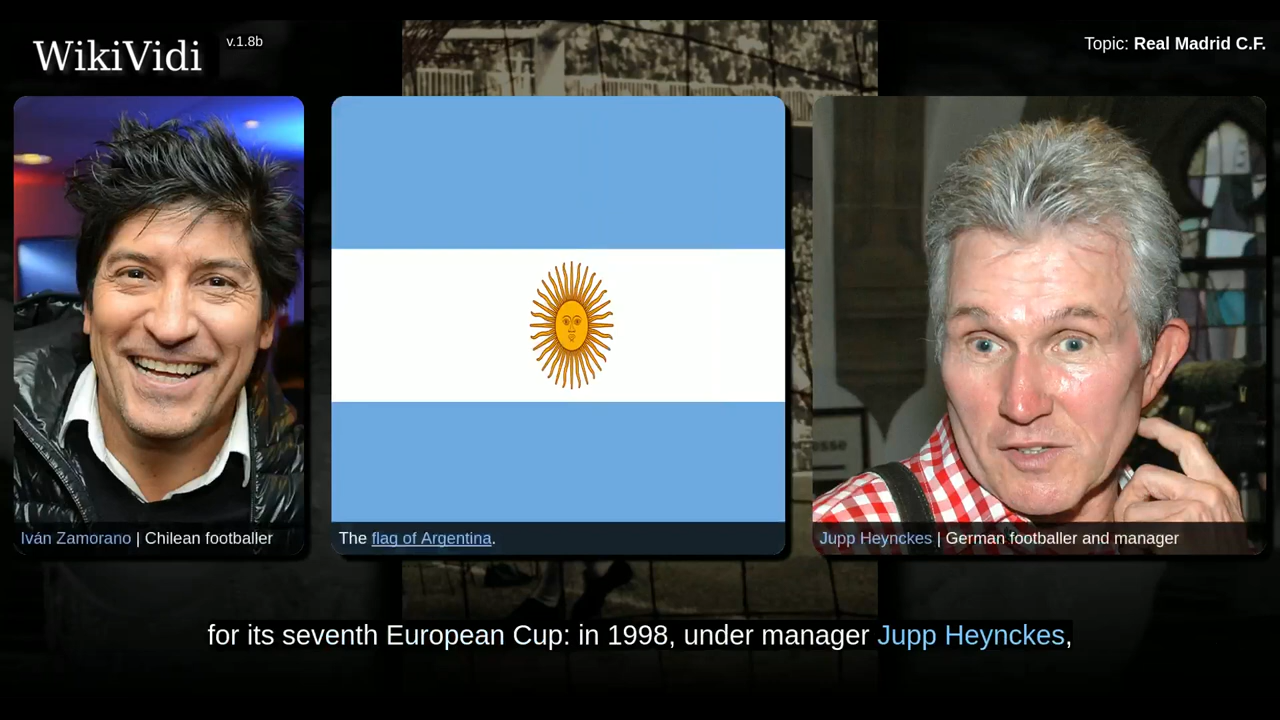 WikiVidi
v.1.8b
Topic: Real Madrid C.F.
Iván Zamorano | Chilean footballer
The flag of Argentina.
Jupp Heynckes | German footballer and manager
for its seventh European Cup: in 1998, under manager Jupp Heynckes,